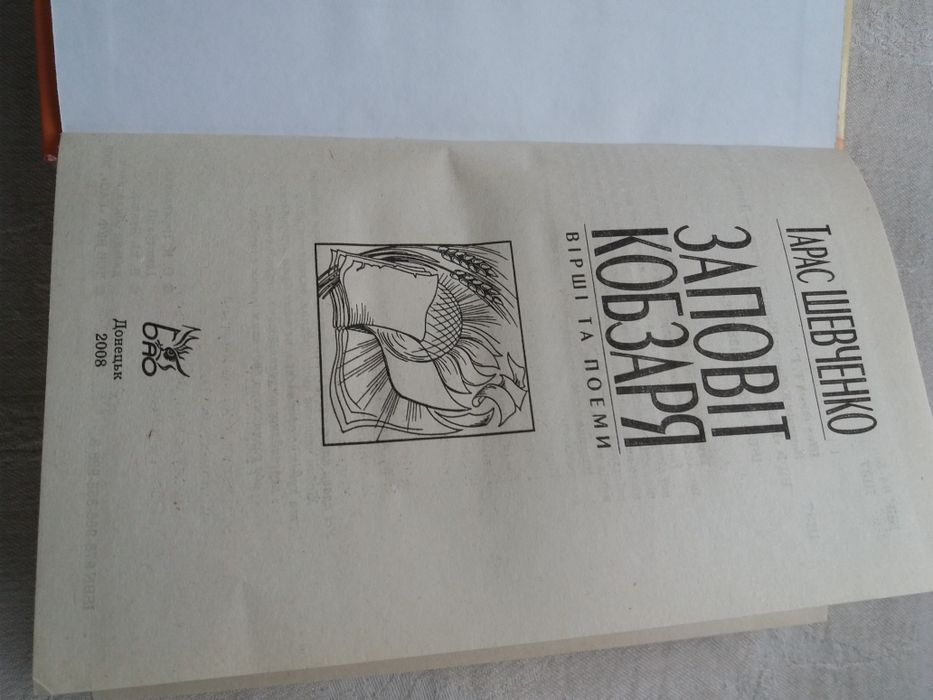 ТАРАС ШЕВЧЕНКО
ЗАПОВІТ
КОБЗАРЯ
ВІРШІ ТА ПОЕМИ
БАО
Донецьк
2008